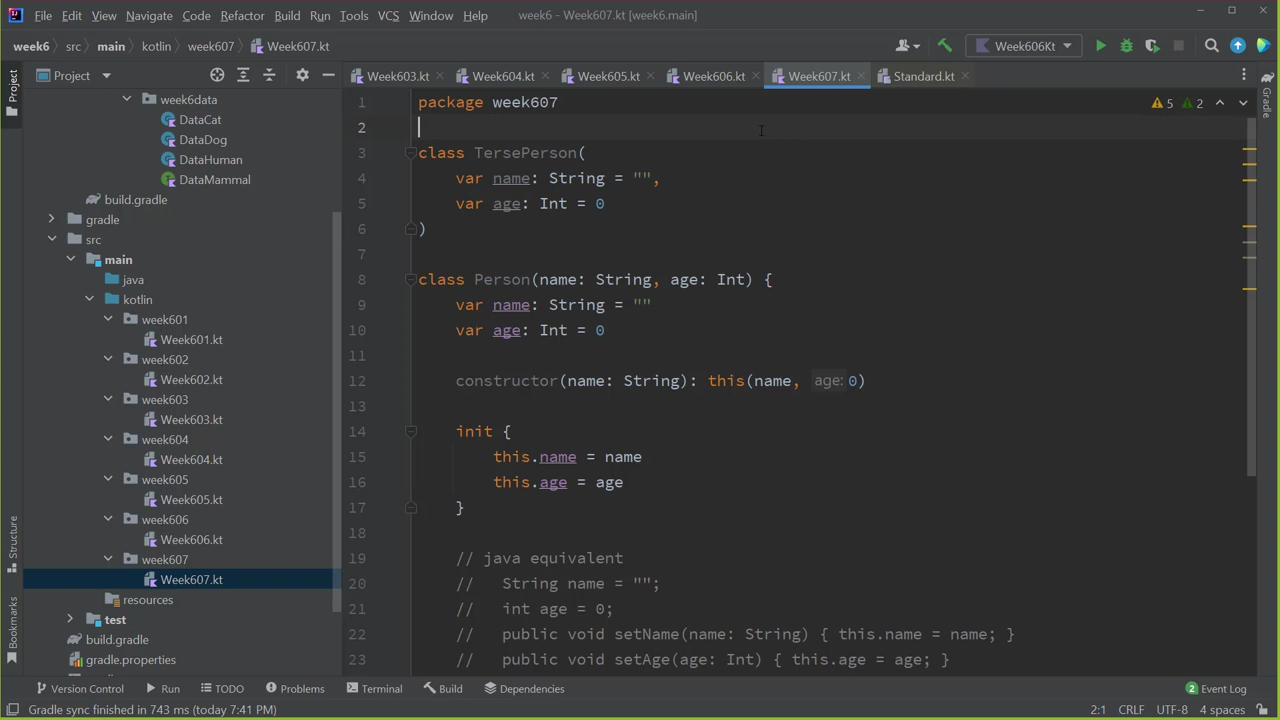 File Edit View Navigate Code Refactor Build Run Tools VCS Window Help week6 - Week607.kt [week6.main]
week6 src main kotlin week607 Week607.kt Week606Kt
Project Week603.kt Week604.kt Week605.kt Week606.kt Week607.kt Standard.kt
Project
Structure
Bookmarks
week6data
DataCat
DataDog
DataHuman
DataMammal
build.gradle
gradle
src
main
java
kotlin
week601
Week601.kt
week602
Week602.kt
week603
Week603.kt
week604
Week604.kt
week605
Week605.kt
week606
Week606.kt
week607
Week607.kt
resources
test
build.gradle
gradle.properties
1 package week607
2
3 class TersePerson(
4 var name: String = "",
5 var age: Int = 0
6 )
7
8 class Person(name: String, age: Int) {
9 var name: String = ""
10 var age: Int = 0
11
12 constructor(name: String): this(name, age: 0)
13
14 init {
15 this.name = name
16 this.age = age
17 }
18
19 // java equivalent
20 // String name = "";
21 // int age = 0;
22 // public void setName(name: String) { this.name = name; }
23 // public void setAge(age: Int) { this.age = age; }
5 2
Gradle
Version Control Run TODO Problems Terminal Build Dependencies 2 Event Log
Gradle sync finished in 743 ms (today 7:41 PM) 2:1 CRLF UTF-8 4 spaces